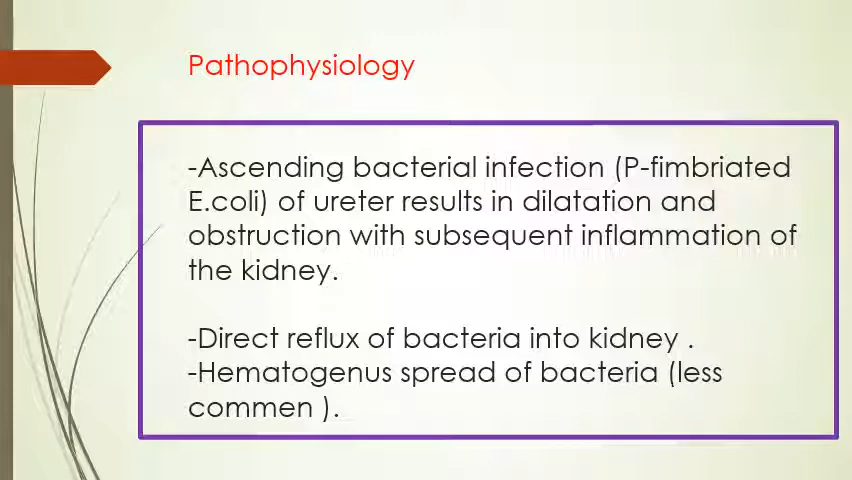 Pathophysiology
-Ascending bacterial infection (P-fimbriated
E.coli) of ureter results in dilatation and
obstruction with subsequent inflammation of
the kidney.
-Direct reflux of bacteria into kidney .
-Hematogenus spread of bacteria (less
commen ).